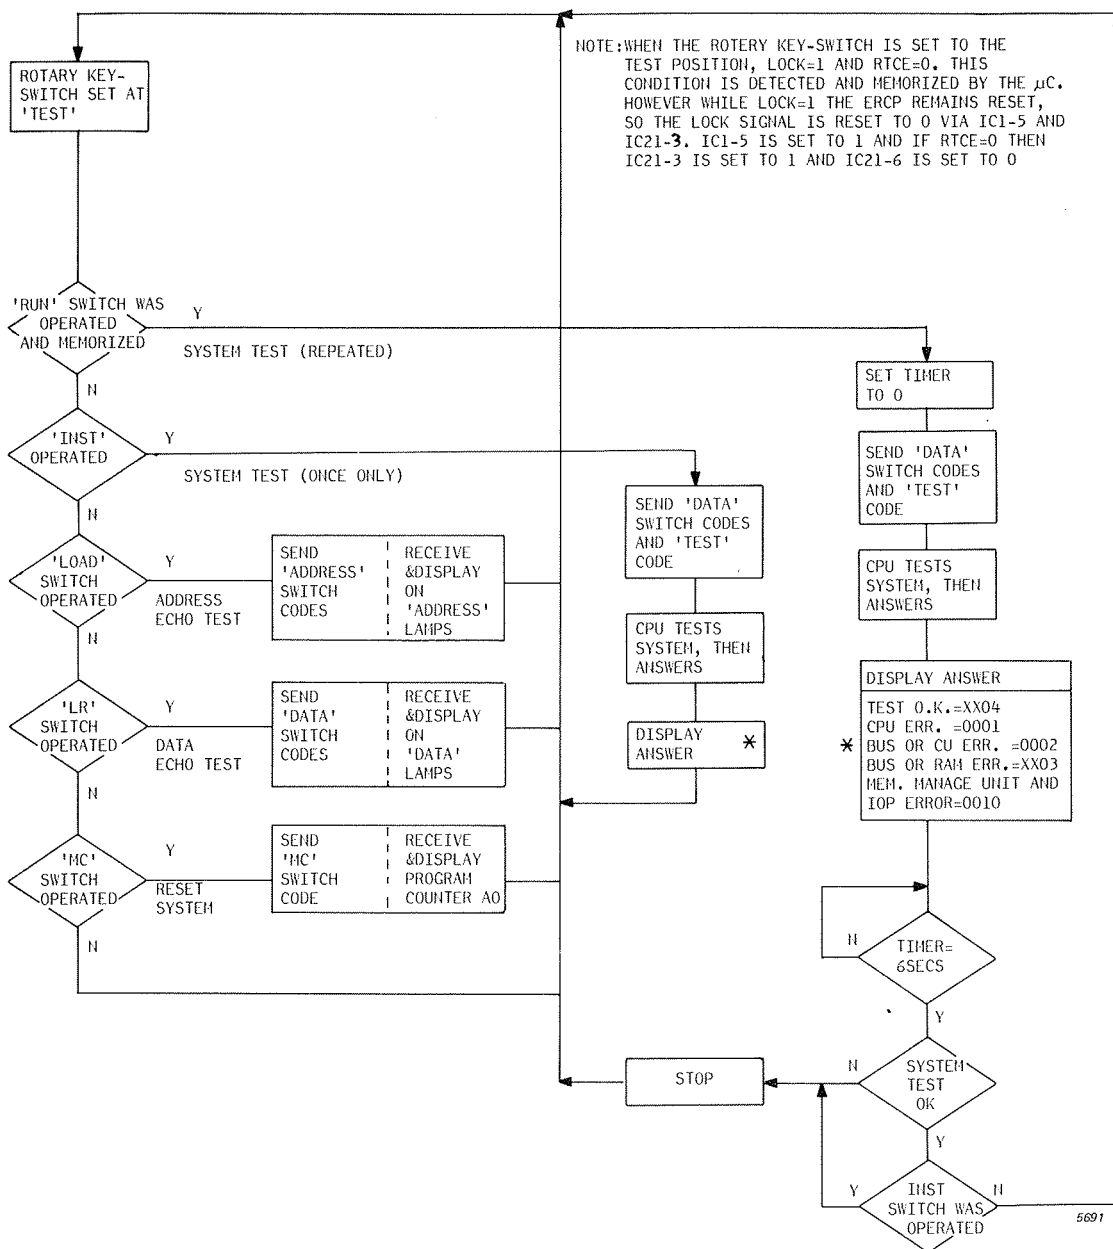 NOTE:WHEN THE ROTERY KEY-SWITCH IS SET TO THE
TEST POSITION, LOCK=1 AND RTCE=0. THIS
CONDITION IS DETECTED AND MEMORIZED BY THE µC.
HOWEVER WHILE LOCK=1 THE ERCP REMAINS RESET,
SO THE LOCK SIGNAL IS RESET TO 0 VIA IC1-5 AND
IC21-3. IC1-5 IS SET TO 1 AND IF RTCE=0 THEN
IC21-3 IS SET TO 1 AND IC21-6 IS SET TO 0
ROTARY KEY-
SWITCH SET AT
'TEST'
'RUN' SWITCH WAS
OPERATED
AND MEMORIZED
Y
SYSTEM TEST (REPEATED)
N
'INST'
OPERATED
Y
SYSTEM TEST (ONCE ONLY)
N
'LOAD'
SWITCH
OPERATED
Y
ADDRESS
ECHO TEST
SEND
'ADDRESS'
SWITCH
CODES
RECEIVE
&DISPLAY
ON
'ADDRESS'
LAMPS
N
'LR'
SWITCH
OPERATED
Y
DATA
ECHO TEST
SEND
'DATA'
SWITCH
CODES
RECEIVE
&DISPLAY
ON
'DATA'
LAMPS
N
'MC'
SWITCH
OPERATED
Y
RESET
SYSTEM
SEND
'MC'
SWITCH
CODE
RECEIVE
&DISPLAY
PROGRAM
COUNTER A0
N
SEND 'DATA'
SWITCH CODES
AND 'TEST'
CODE
CPU TESTS
SYSTEM, THEN
ANSWERS
DISPLAY
ANSWER *
SET TIMER
TO 0
SEND 'DATA'
SWITCH CODES
AND 'TEST'
CODE
CPU TESTS
SYSTEM, THEN
ANSWERS
DISPLAY ANSWER
TEST O.K.=XX04
CPU ERR. =0001
* BUS OR CU ERR. =0002
BUS OR RAM ERR.=XX03
MEM. MANAGE UNIT AND
IOP ERROR=0010
N
TIMER=
6SECS
Y
N
SYSTEM
TEST
OK
STOP
Y
Y
INST
SWITCH WAS
OPERATED
N
5691